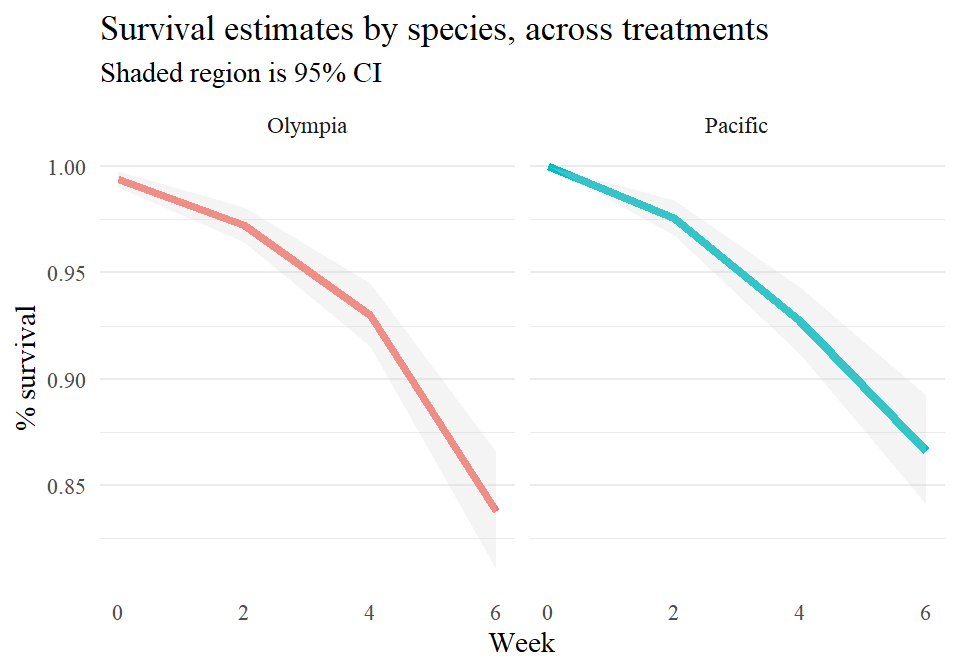 Survival estimates by species, across treatments
Shaded region is 95% CI
Olympia
Pacific
% survival
1.00
0.95
0.90
0.85
0 2 4 6
0 2 4 6
Week